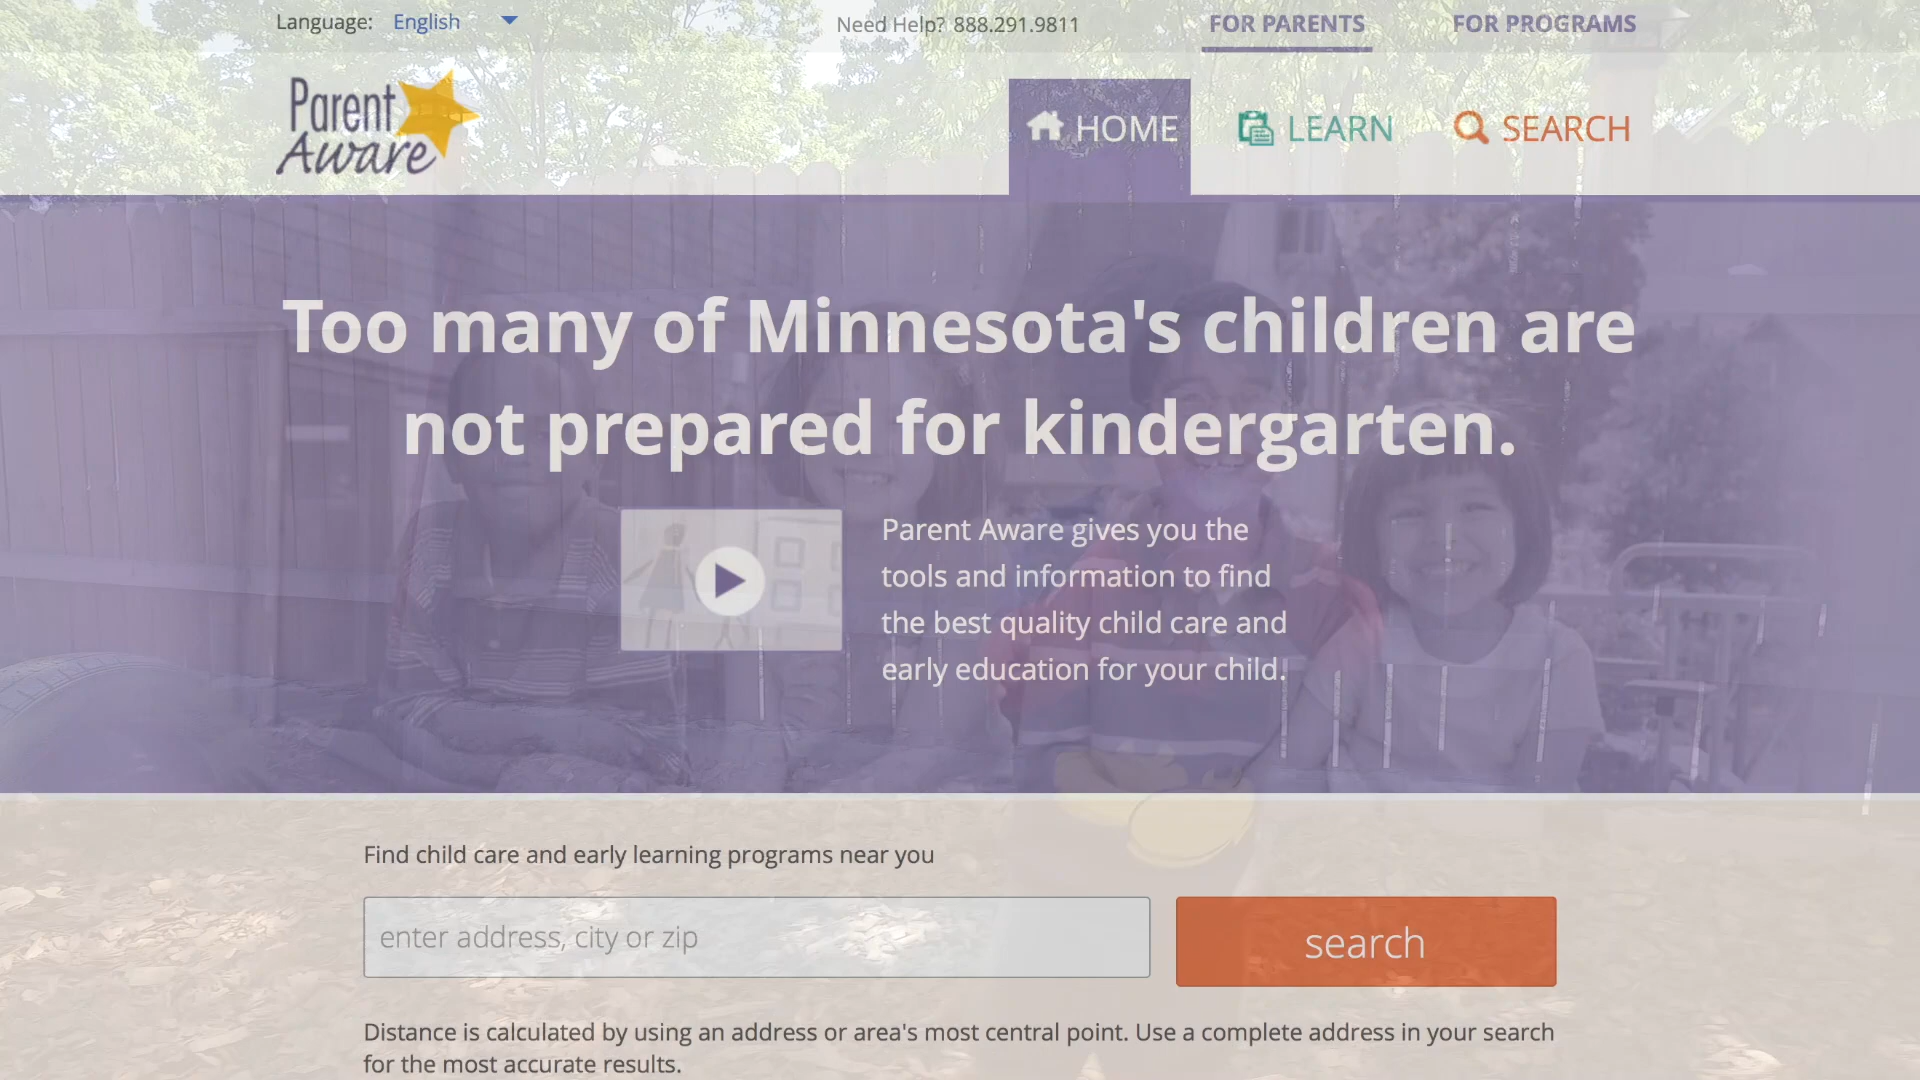 Language: English
Need Help? 888.291.9811
FOR PARENTS
FOR PROGRAMS
Parent
Aware
HOME
LEARN
SEARCH
Too many of Minnesota's children are
not prepared for kindergarten.
Parent Aware gives you the
tools and information to find
the best quality child care and
early education for your child.
Find child care and early learning programs near you
enter address, city or zip
search
Distance is calculated by using an address or area's most central point. Use a complete address in your search
for the most accurate results.